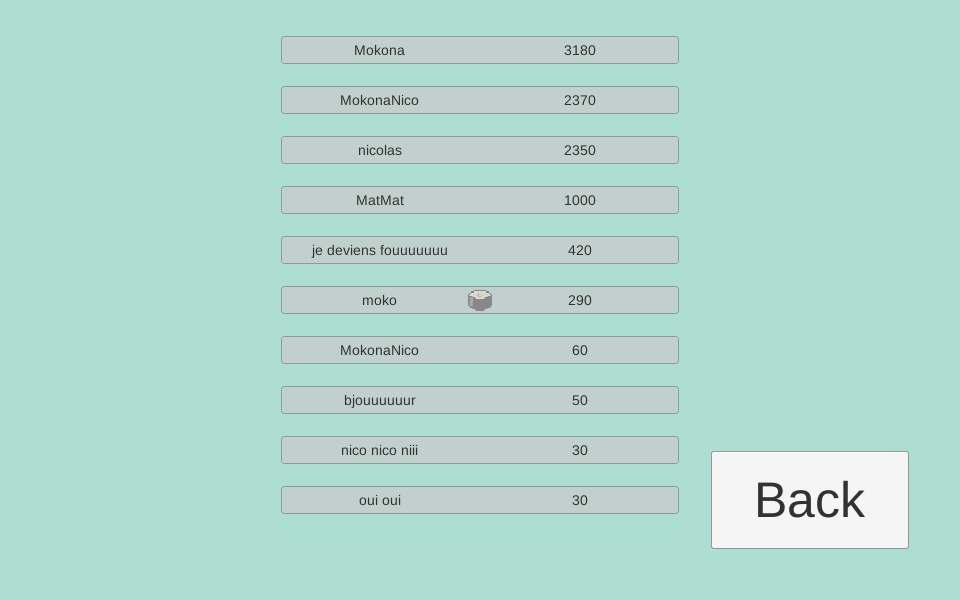 Mokona 3180
MokonaNico 2370
nicolas 2350
MatMat 1000
je deviens fouuuuuuu 420
moko 290
MokonaNico 60
bjouuuuuur 50
nico nico niii 30
oui oui 30
Back